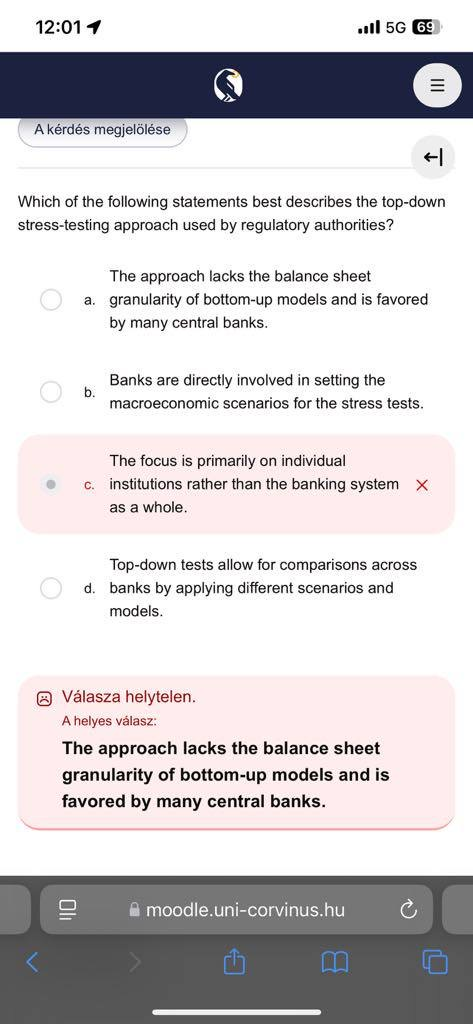 12:01
5G 69
A kérdés megjelölése
Which of the following statements best describes the top-down
stress-testing approach used by regulatory authorities?
The approach lacks the balance sheet
a. granularity of bottom-up models and is favored
by many central banks.
b. Banks are directly involved in setting the
macroeconomic scenarios for the stress tests.
The focus is primarily on individual
c. institutions rather than the banking system
as a whole.
Top-down tests allow for comparisons across
d. banks by applying different scenarios and
models.
Válasza helytelen.
A helyes válasz:
The approach lacks the balance sheet
granularity of bottom-up models and is
favored by many central banks.
moodle.uni-corvinus.hu